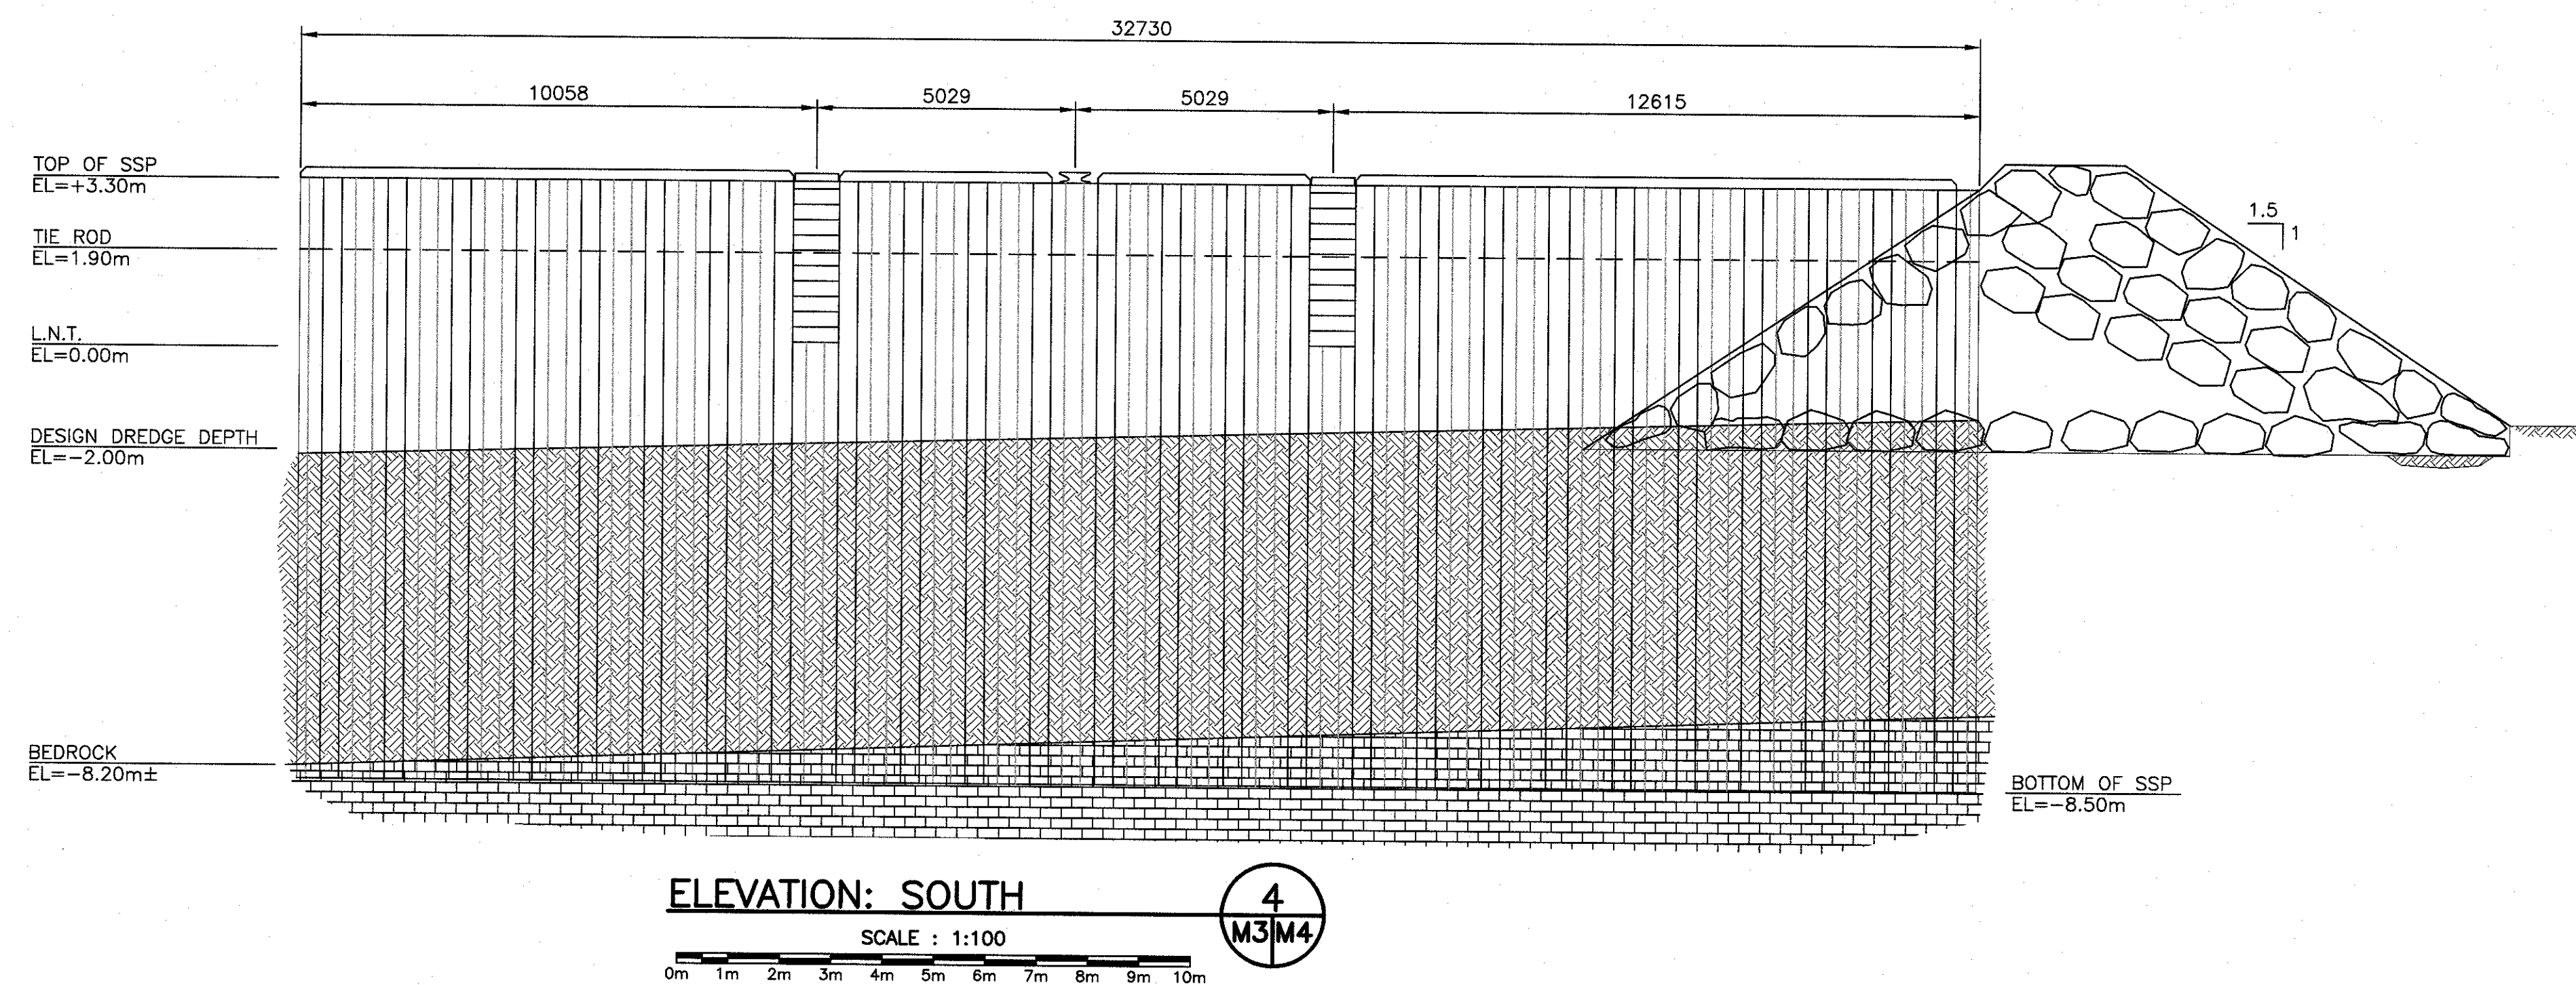 32730
10058
5029
5029
12615
TOP OF SSP
EL=+3.30m
TIE ROD
EL=1.90m
L.N.T.
EL=0.00m
DESIGN DREDGE DEPTH
EL=-2.00m
BEDROCK
EL=-8.20m±
1.5
1
BOTTOM OF SSP
EL=-8.50m
ELEVATION: SOUTH
4
M3 M4
SCALE : 1:100
0m 1m 2m 3m 4m 5m 6m 7m 8m 9m 10m